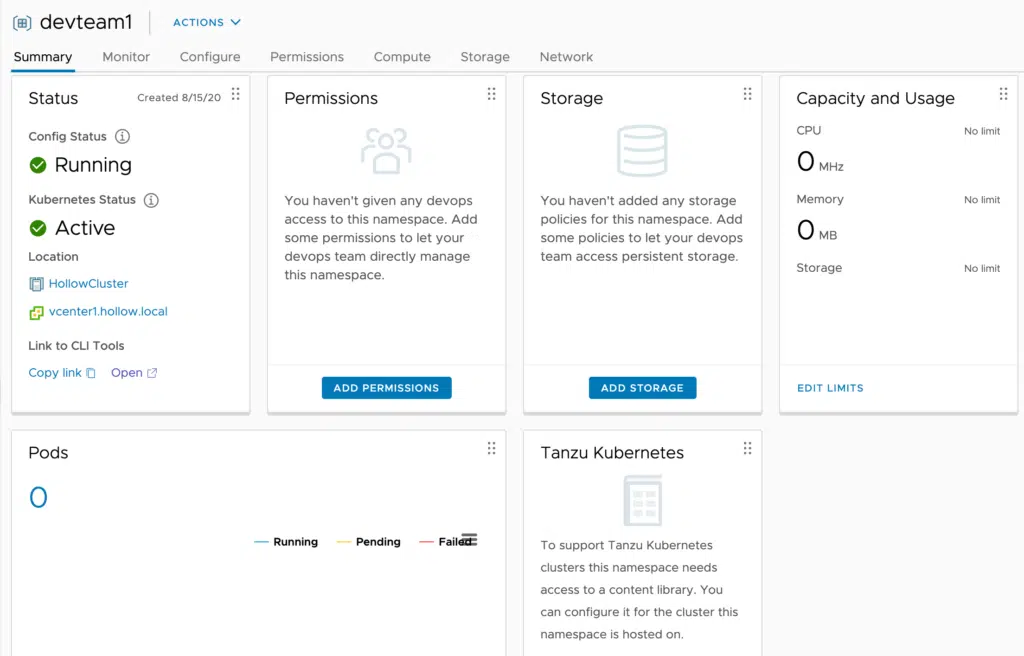 devteam1
ACTIONS
Summary Monitor Configure Permissions Compute Storage Network
Status
Created 8/15/20
Config Status
Running
Kubernetes Status
Active
Location
HollowCluster
vcenter1.hollow.local
Link to CLI Tools
Copy link Open
Permissions
You haven't given any devops
access to this namespace. Add
some permissions to let your
devops team directly manage
this namespace.
ADD PERMISSIONS
Storage
You haven't added any storage
policies for this namespace. Add
some policies to let your devops
team access persistent storage.
ADD STORAGE
Capacity and Usage
CPU No limit
0 MHz
Memory No limit
0 MB
Storage No limit
EDIT LIMITS
Pods
0
Running Pending Failed
Tanzu Kubernetes
To support Tanzu Kubernetes
clusters this namespace needs
access to a content library. You
can configure it for the cluster this
namespace is hosted on.